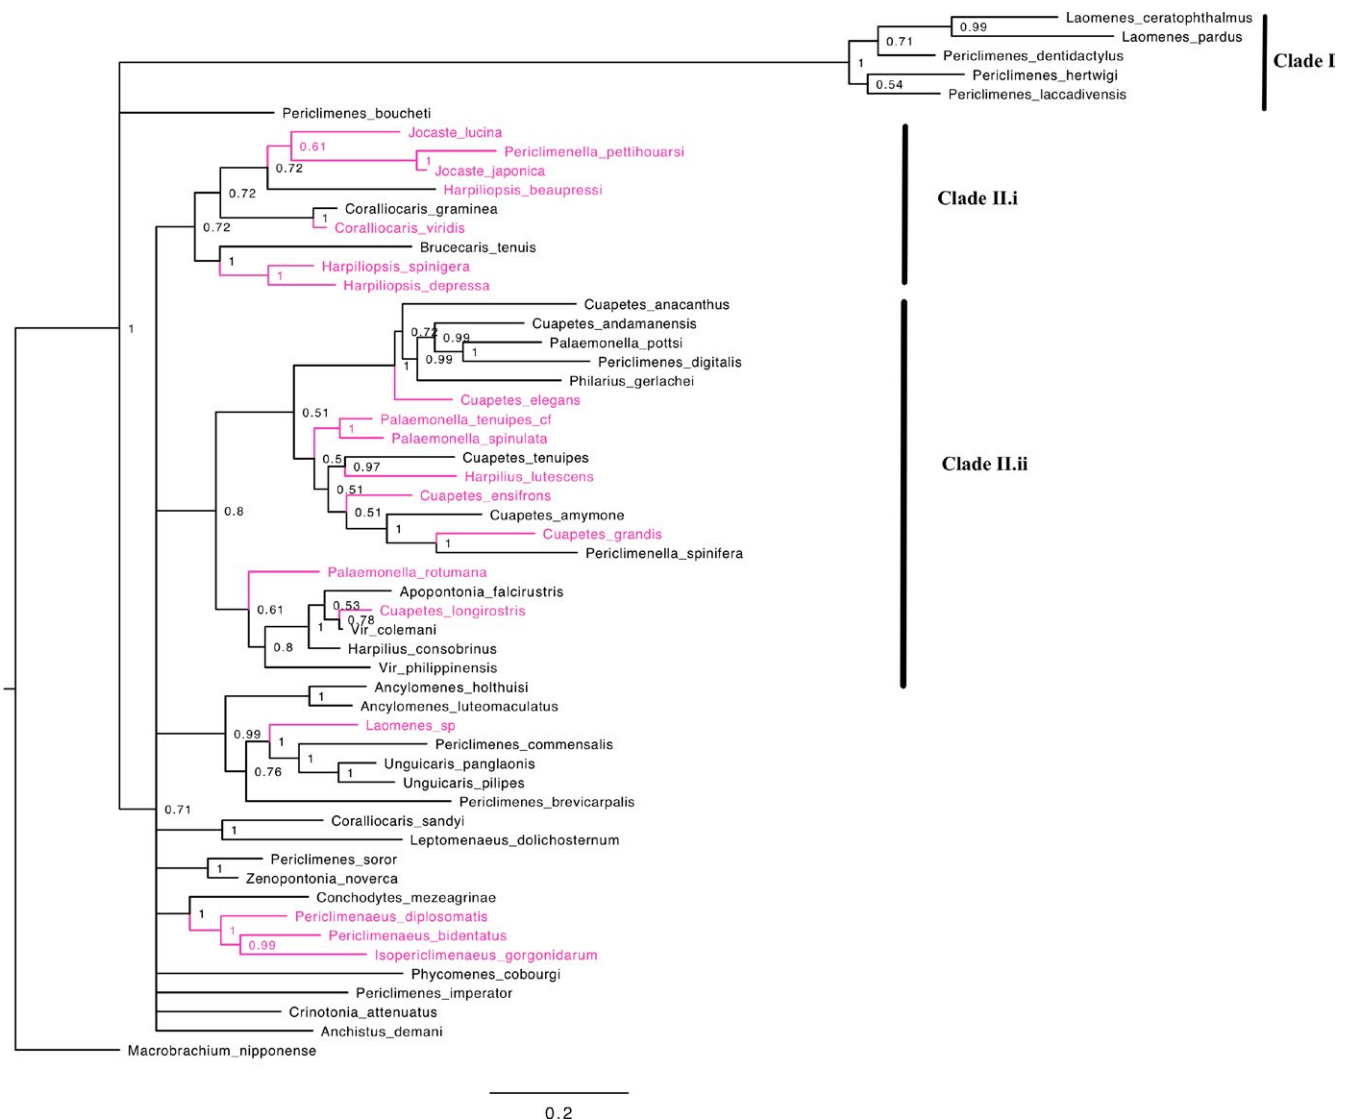 Laomenes_ceratophthalmus
0.99
Laomenes_pardus
0.71
Periclimenes_dentidactylus
1
Clade I
Periclimenes_hertwigi
0.54
Periclimenes_laccadivensis
Periclimenes_boucheti
Jocaste_lucina
0.61
Periclimenella_pettihouarsi
1
0.72
Jocaste_japonica
0.72
Harpiliopsis_beaupressi
Clade II.i
Coralliocaris_graminea
1
0.72
Coralliocaris_viridis
Brucecaris_tenuis
1
Harpiliopsis_spinigera
1
Harpiliopsis_depressa
Cuapetes_anacanthus
Cuapetes_andamanensis
1
0.72
0.99
Palaemonella_pottsi
1
0.99
Periclimenes_digitalis
1
Philarius_gerlachei
Cuapetes_elegans
0.51
Palaemonella_tenuipes_cf
1
Palaemonella_spinulata
0.5
Cuapetes_tenuipes
0.97
Clade II.ii
Harpilius_lutescens
0.51
Cuapetes_ensifrons
0.8
0.51
Cuapetes_amymone
1
Cuapetes_grandis
1
Periclimenella_spinifera
Palaemonella_rotumana
Apopontonia_falcirustris
0.53
0.61
Cuapetes_longirostris
0.78
1
Vir_colemani
0.8
Harpilius_consobrinus
Vir_philippinensis
Ancylomenes_holthuisi
1
Ancylomenes_luteomaculatus
Laomenes_sp
0.99
1
Periclimenes_commensalis
1
Unguicaris_panglaonis
0.76
1
Unguicaris_pilipes
Periclimenes_brevicarpalis
0.71
Coralliocaris_sandyi
1
Leptomenaeus_dolichosternum
Periclimenes_soror
1
Zenopontonia_noverca
Conchodytes_mezeagrinae
1
Periclimenaeus_diplosomatis
1
Periclimenaeus_bidentatus
0.99
Isopericlimenaeus_gorgonidarum
Phycomenes_cobourgi
Periclimenes_imperator
Crinotonia_attenuatus
Anchistus_demani
Macrobrachium_nipponense
0.2